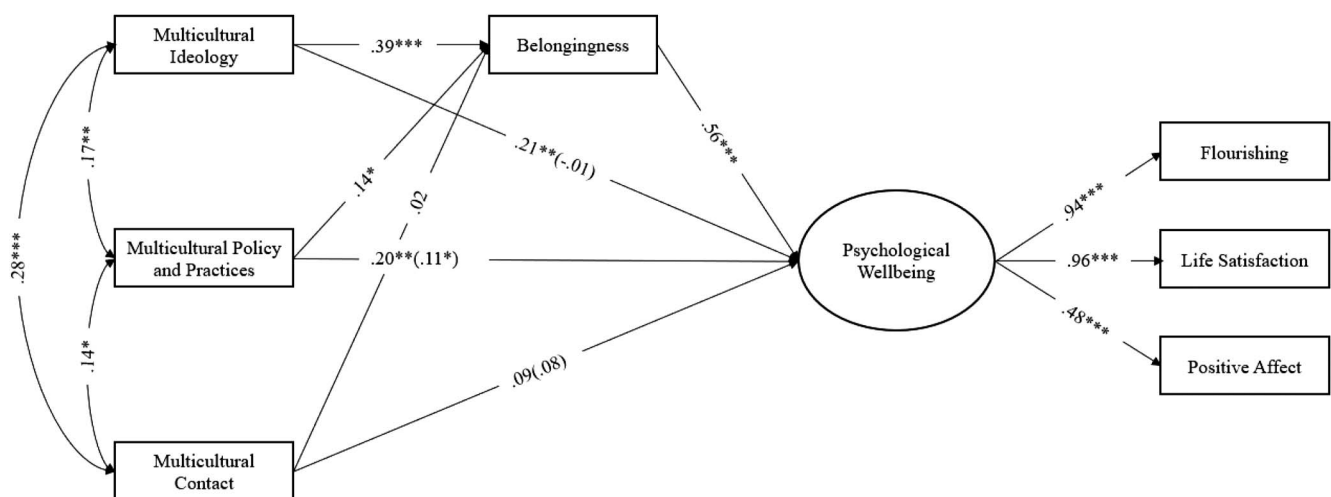 Multicultural
Ideology
.39***
Belongingness
.17**
.21**(-.01)
.56***
Flourishing
.14*
.02
.94***
.28***
Multicultural Policy
and Practices
.20**(.11*)
Psychological
Wellbeing
.96***
Life Satisfaction
.48***
.14*
.09(.08)
Positive Affect
Multicultural
Contact